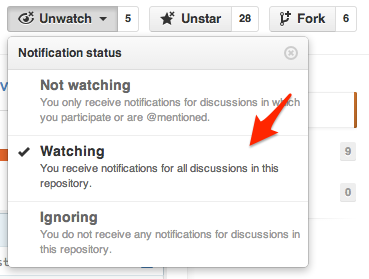 Unwatch 5 Unstar 28 Fork 6
Notification status
Not watching
You only receive notifications for discussions in which
you participate or are @mentioned.
Watching
9
You receive notifications for all discussions in this
repository.
0
Ignoring
You do not receive any notifications for discussions in
this repository.